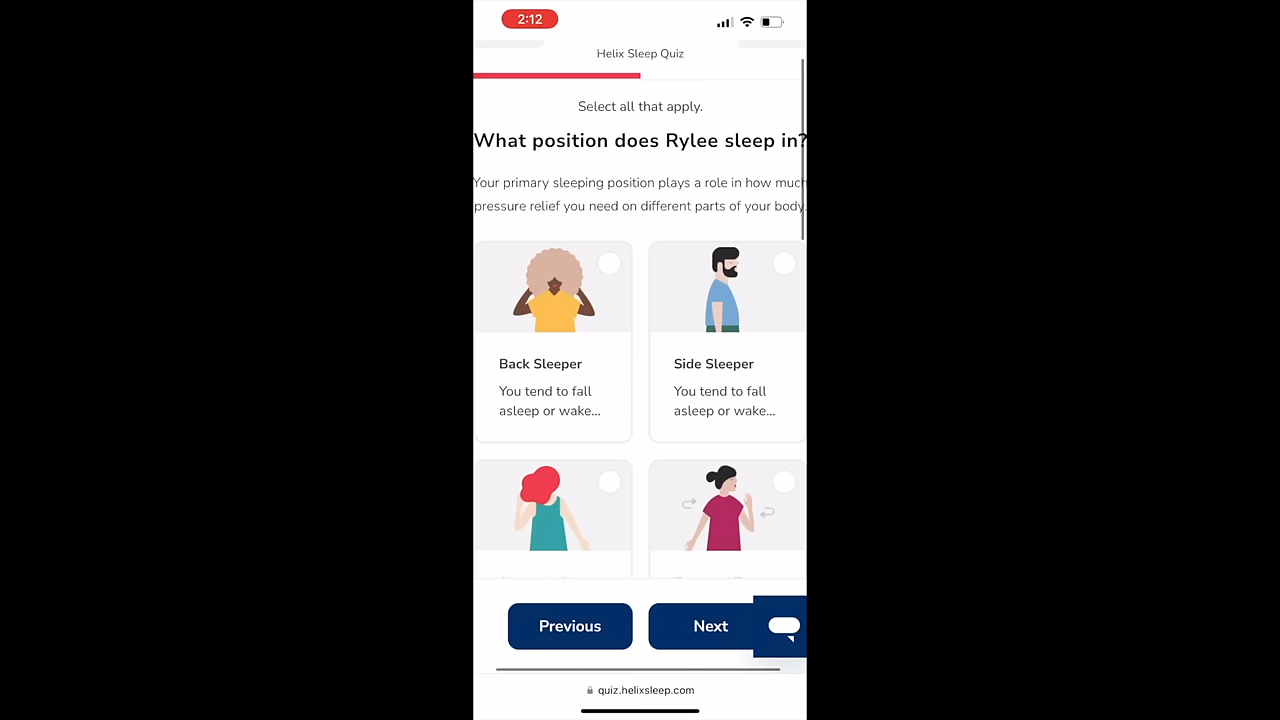 2:12
Helix Sleep Quiz
Select all that apply.
What position does Rylee sleep in?
Your primary sleeping position plays a role in how much
pressure relief you need on different parts of your body.
Back Sleeper
You tend to fall
asleep or wake...
Side Sleeper
You tend to fall
asleep or wake...
Previous
Next
quiz.helixsleep.com